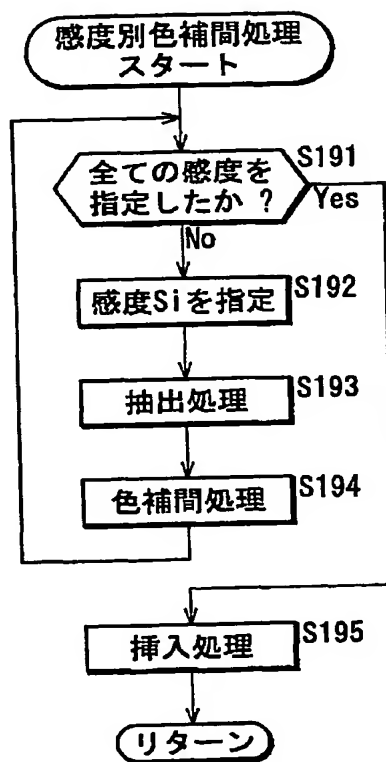 感度別色補間処理
スタート
全ての感度を
指定したか ?
S191
Yes
No
感度Siを指定
S192
抽出処理
S193
色補間処理
S194
挿入処理
S195
リターン